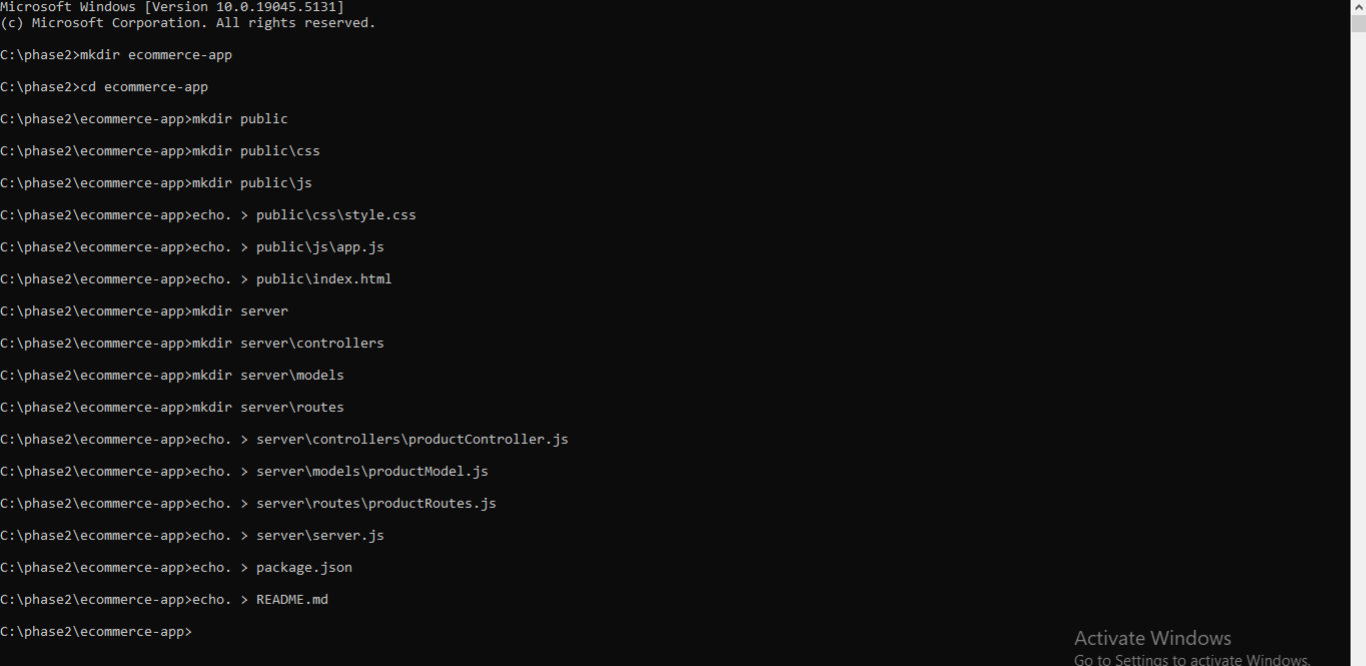 Microsoft Windows [Version 10.0.19045.5131]
(c) Microsoft Corporation. All rights reserved.
C:\phase2>mkdir ecommerce-app
C:\phase2>cd ecommerce-app
C:\phase2\ecommerce-app>mkdir public
C:\phase2\ecommerce-app>mkdir public\css
C:\phase2\ecommerce-app>mkdir public\js
C:\phase2\ecommerce-app>echo. > public\css\style.css
C:\phase2\ecommerce-app>echo. > public\js\app.js
C:\phase2\ecommerce-app>echo. > public\index.html
C:\phase2\ecommerce-app>mkdir server
C:\phase2\ecommerce-app>mkdir server\controllers
C:\phase2\ecommerce-app>mkdir server\models
C:\phase2\ecommerce-app>mkdir server\routes
C:\phase2\ecommerce-app>echo. > server\controllers\productController.js
C:\phase2\ecommerce-app>echo. > server\models\productModel.js
C:\phase2\ecommerce-app>echo. > server\routes\productRoutes.js
C:\phase2\ecommerce-app>echo. > server\server.js
C:\phase2\ecommerce-app>echo. > package.json
C:\phase2\ecommerce-app>echo. > README.md
C:\phase2\ecommerce-app>
Activate Windows
Go to Settings to activate Windows.